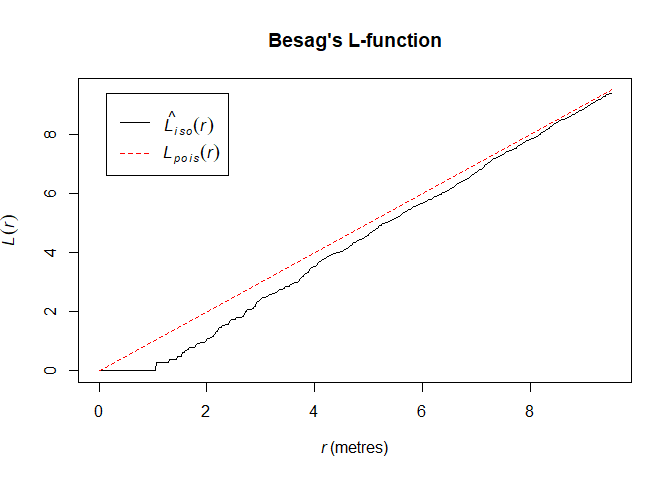 Besag's L-function
L̂iso(r)
Lpois(r)
L(r)
0 2 4 6 8
0 2 4 6 8
r (metres)